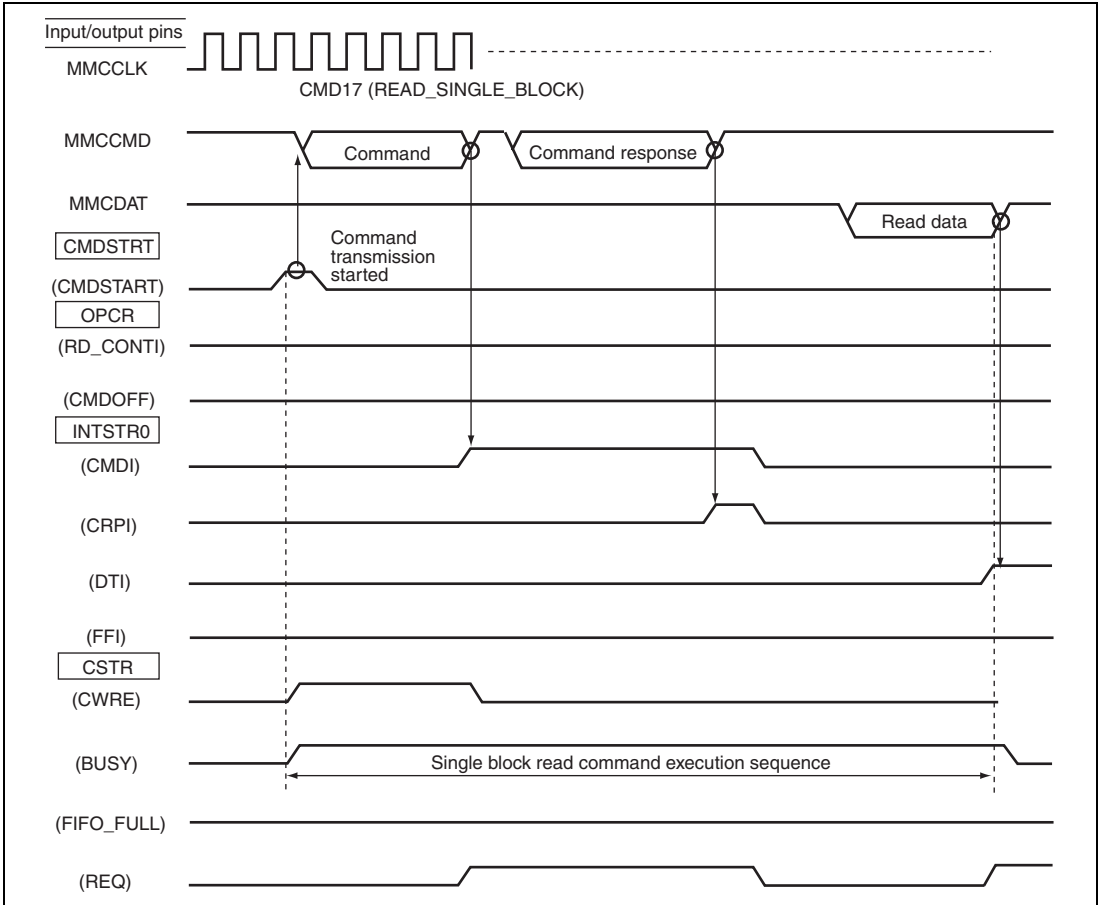 Input/output pins
MMCCLK
CMD17 (READ_SINGLE_BLOCK)
MMCCMD
Command
Command response
MMCDAT
Read data
CMDSTRT
Command
transmission
started
(CMDSTART)
OPCR
(RD_CONTI)
(CMDOFF)
INTSTR0
(CMDI)
(CRPI)
(DTI)
(FFI)
CSTR
(CWRE)
(BUSY)
Single block read command execution sequence
(FIFO_FULL)
(REQ)